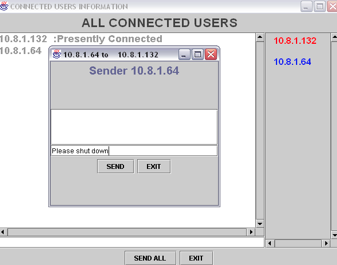 CONNECTED USERS INFORMATION
ALL CONNECTED USERS
10.8.1.132 :Presently Connected
10.8.1.64
10.8.1.64 to 10.8.1.132
Sender 10.8.1.64
Please shut down
SEND EXIT
10.8.1.132
10.8.1.64
SEND ALL EXIT